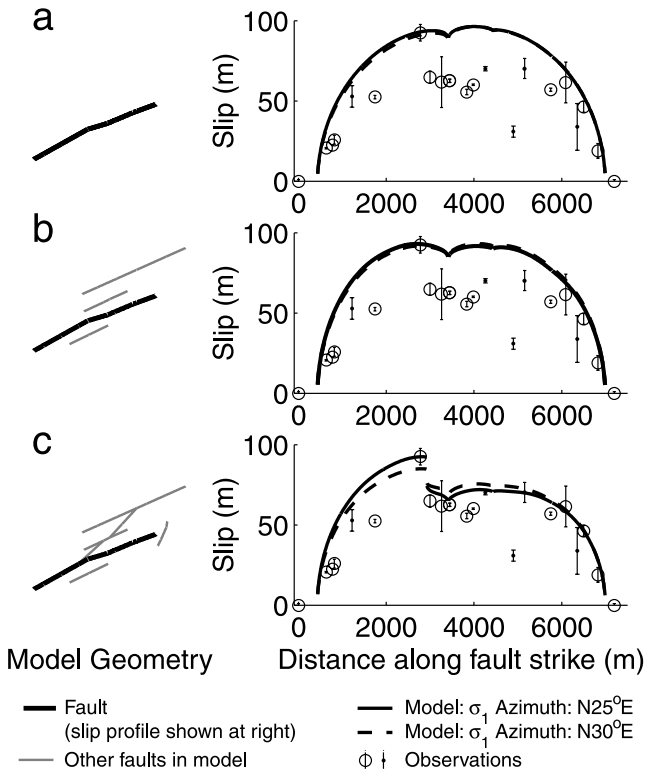 a
100
50
0
Slip (m)
0 2000 4000 6000
b
100
50
0
Slip (m)
0 2000 4000 6000
c
100
50
0
Slip (m)
0 2000 4000 6000
Model Geometry
Distance along fault strike (m)
Fault
(slip profile shown at right)
Other faults in model
Model: σ₁ Azimuth: N25°E
Model: σ₁ Azimuth: N30°E
Observations